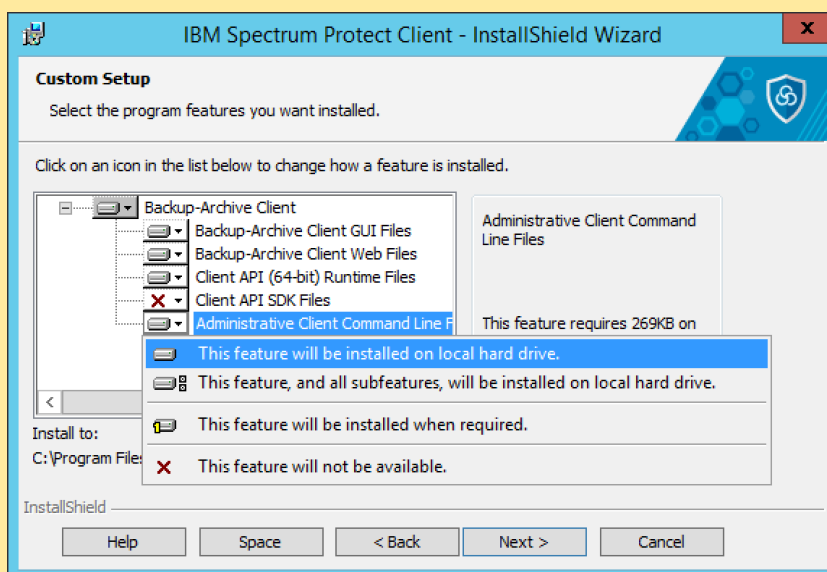 IBM Spectrum Protect Client - InstallShield Wizard
Custom Setup
Select the program features you want installed.
Click on an icon in the list below to change how a feature is installed.
Backup-Archive Client
Backup-Archive Client GUI Files
Backup-Archive Client Web Files
Client API (64-bit) Runtime Files
Client API SDK Files
Administrative Client Command Line F
Administrative Client Command
Line Files
This feature requires 269KB on
This feature will be installed on local hard drive.
This feature, and all subfeatures, will be installed on local hard drive.
This feature will be installed when required.
This feature will not be available.
Install to:
C:\Program File
InstallShield
Help
Space
< Back
Next >
Cancel